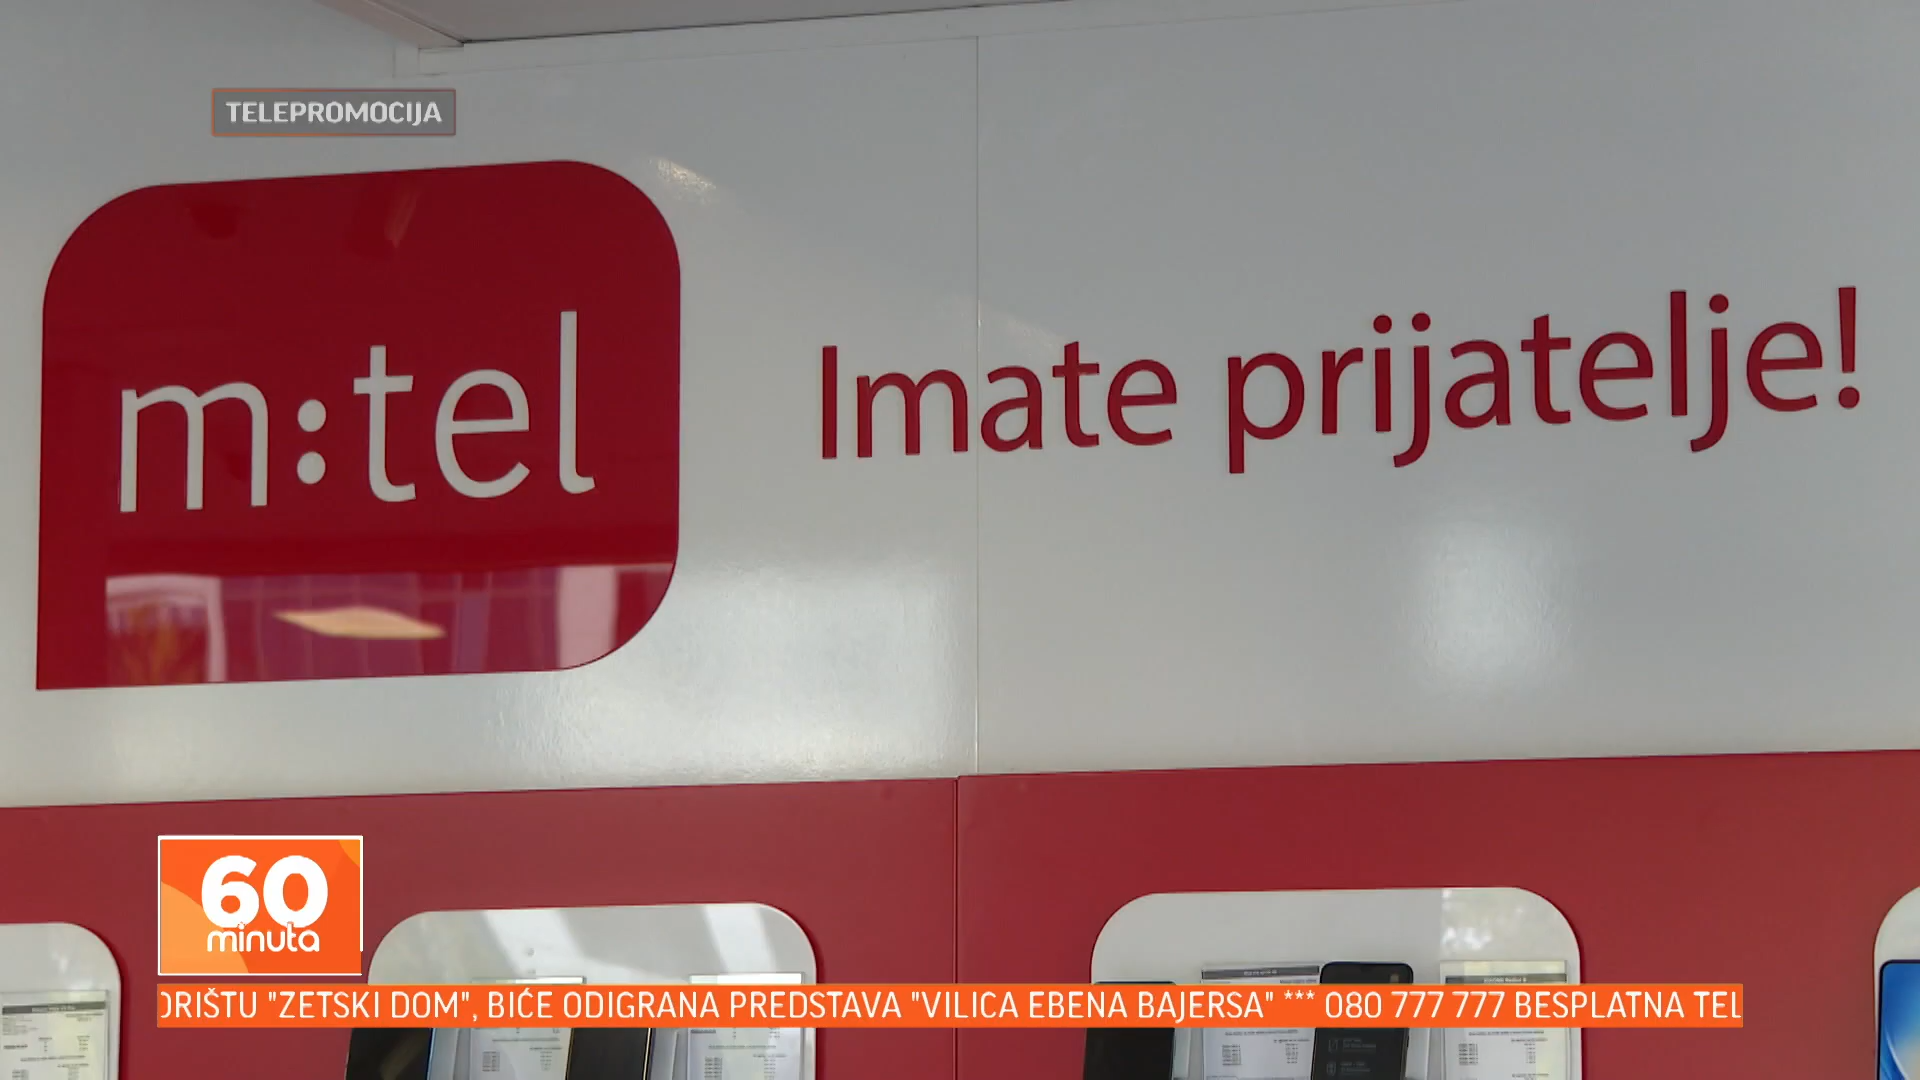 TELEPROMOCIJA
m:tel
Imate prijatelje!
60
minuta
ORIŠTU "ZETSKI DOM", BIĆE ODIGRANA PREDSTAVA "VILICA EBENA BAJERSA" *** 080 777 777 BESPLATNA TEL